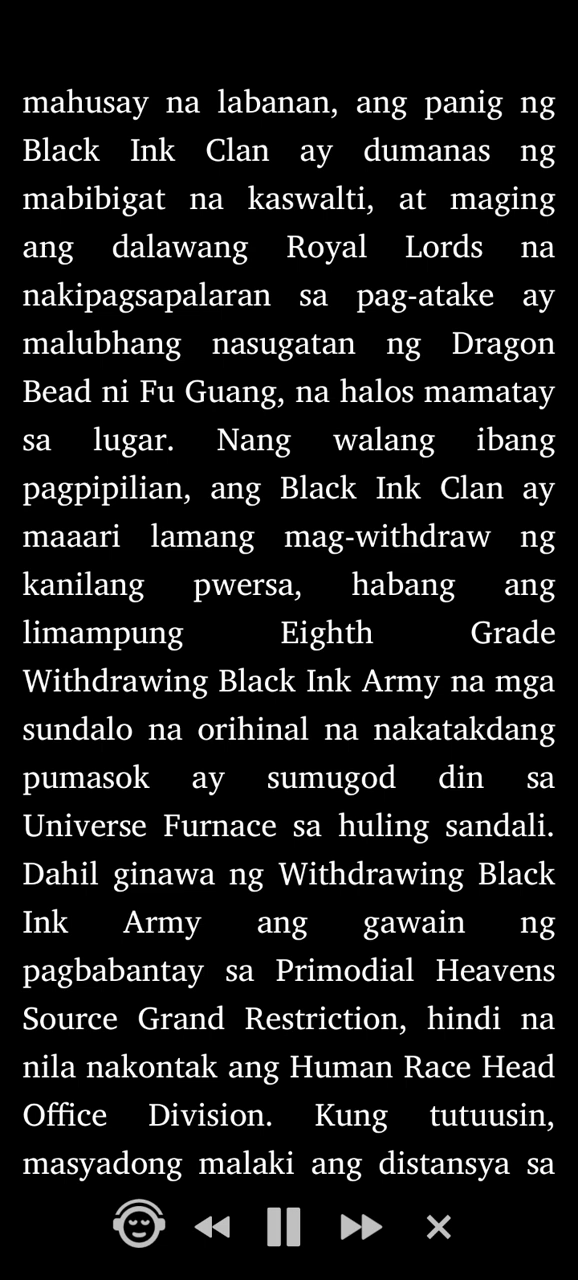 mahusay na labanan, ang panig ng
Black Ink Clan ay dumanas ng
mabibigat na kaswalti, at maging
ang dalawang Royal Lords na
nakipagsapalaran sa pag-atake ay
malubhang nasugatan ng Dragon
Bead ni Fu Guang, na halos mamatay
sa lugar. Nang walang ibang
pagpipilian, ang Black Ink Clan ay
maaari lamang mag-withdraw ng
kanilang pwersa, habang ang
limampung Eighth Grade
Withdrawing Black Ink Army na mga
sundalo na orihinal na nakatakdang
pumasok ay sumugod din sa
Universe Furnace sa huling sandali.
Dahil ginawa ng Withdrawing Black
Ink Army ang gawain ng
pagbabantay sa Primodial Heavens
Source Grand Restriction, hindi na
nila nakontak ang Human Race Head
Office Division. Kung tutuusin,
masyadong malaki ang distansya sa